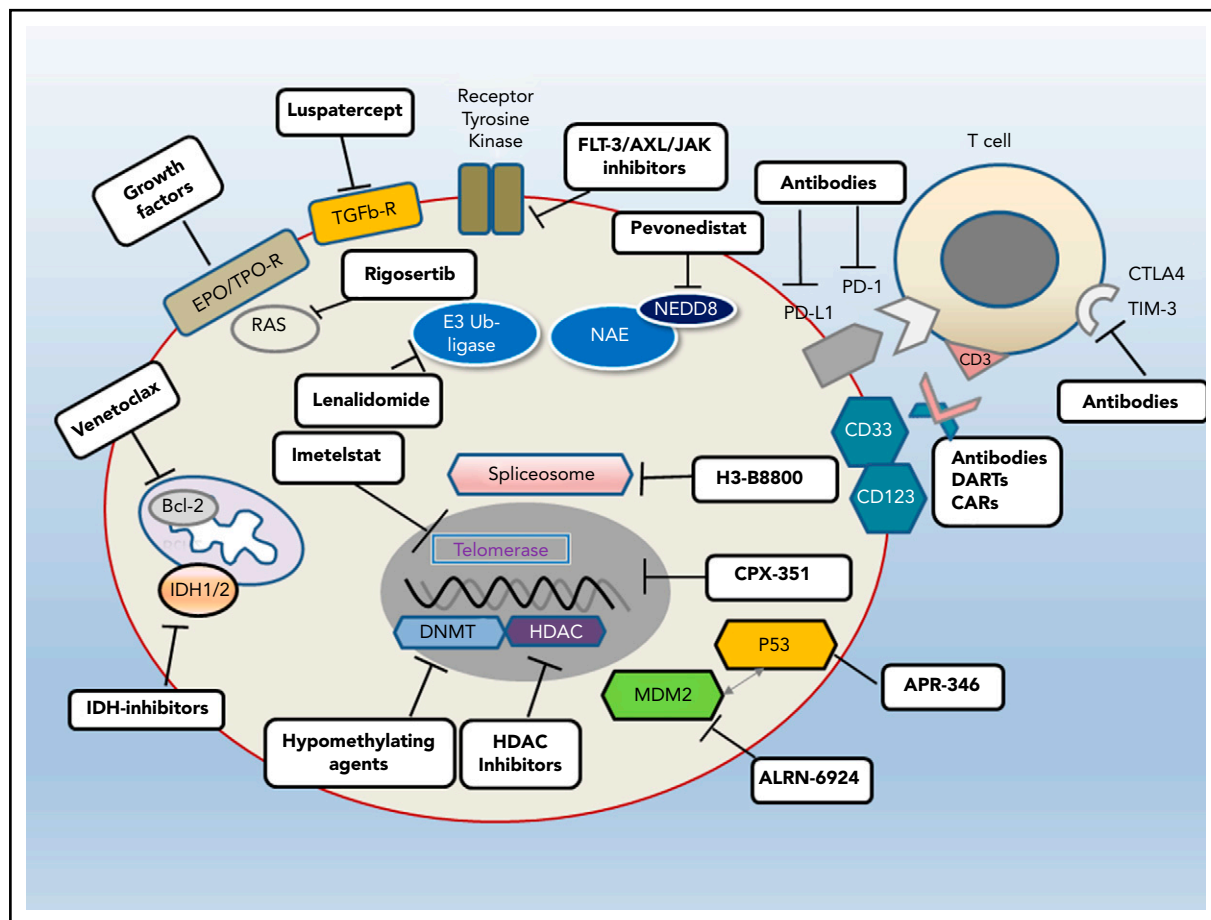 Receptor
Tyrosine
Kinase
Luspatercept
FLT-3/AXL/JAK
inhibitors
T cell
Growth
factors
Antibodies
TGFb-R
Pevonedistat
EPO/TPO-R
Rigosertib
CTLA4
PD-1
TIM-3
NEDD8
PD-L1
RAS
E3 Ub-
ligase
NAE
CD3
Venetoclax
Lenalidomide
Antibodies
CD33
Imetelstat
Spliceosome
H3-B8800
Antibodies
DARTs
CARs
CD123
Bcl-2
Telomerase
CPX-351
IDH1/2
DNMT
HDAC
P53
APR-346
MDM2
IDH-inhibitors
Hypomethylating
agents
HDAC
Inhibitors
ALRN-6924